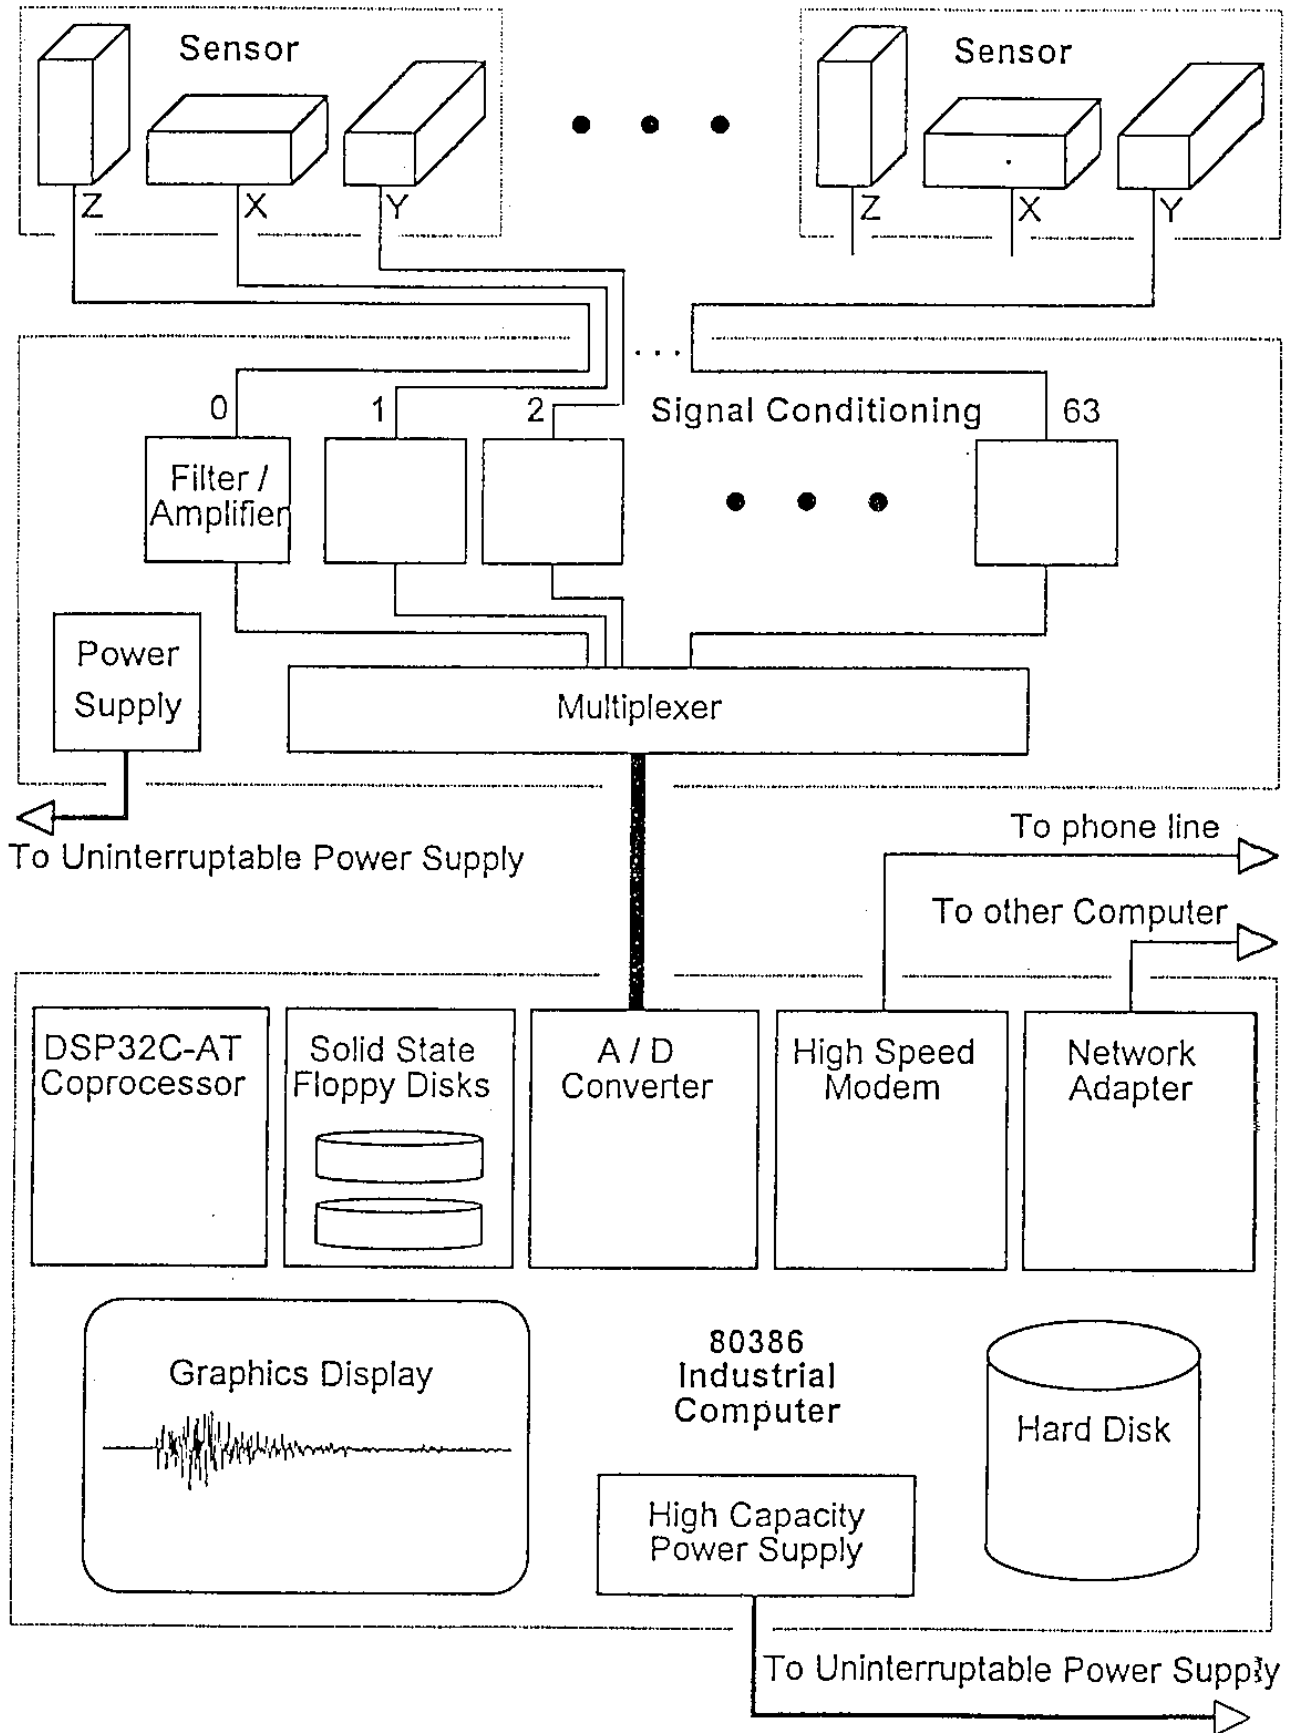 Sensor
Sensor
Z
X
Y
Z
X
Y
0
1
2
Signal Conditioning
63
Filter /
Amplifier
Power
Supply
Multiplexer
To Uninterruptable Power Supply
To phone line
To other Computer
DSP32C-AT
Coprocessor
Solid State
Floppy Disks
A / D
Converter
High Speed
Modem
Network
Adapter
Graphics Display
80386
Industrial
Computer
Hard Disk
High Capacity
Power Supply
To Uninterruptable Power Supply